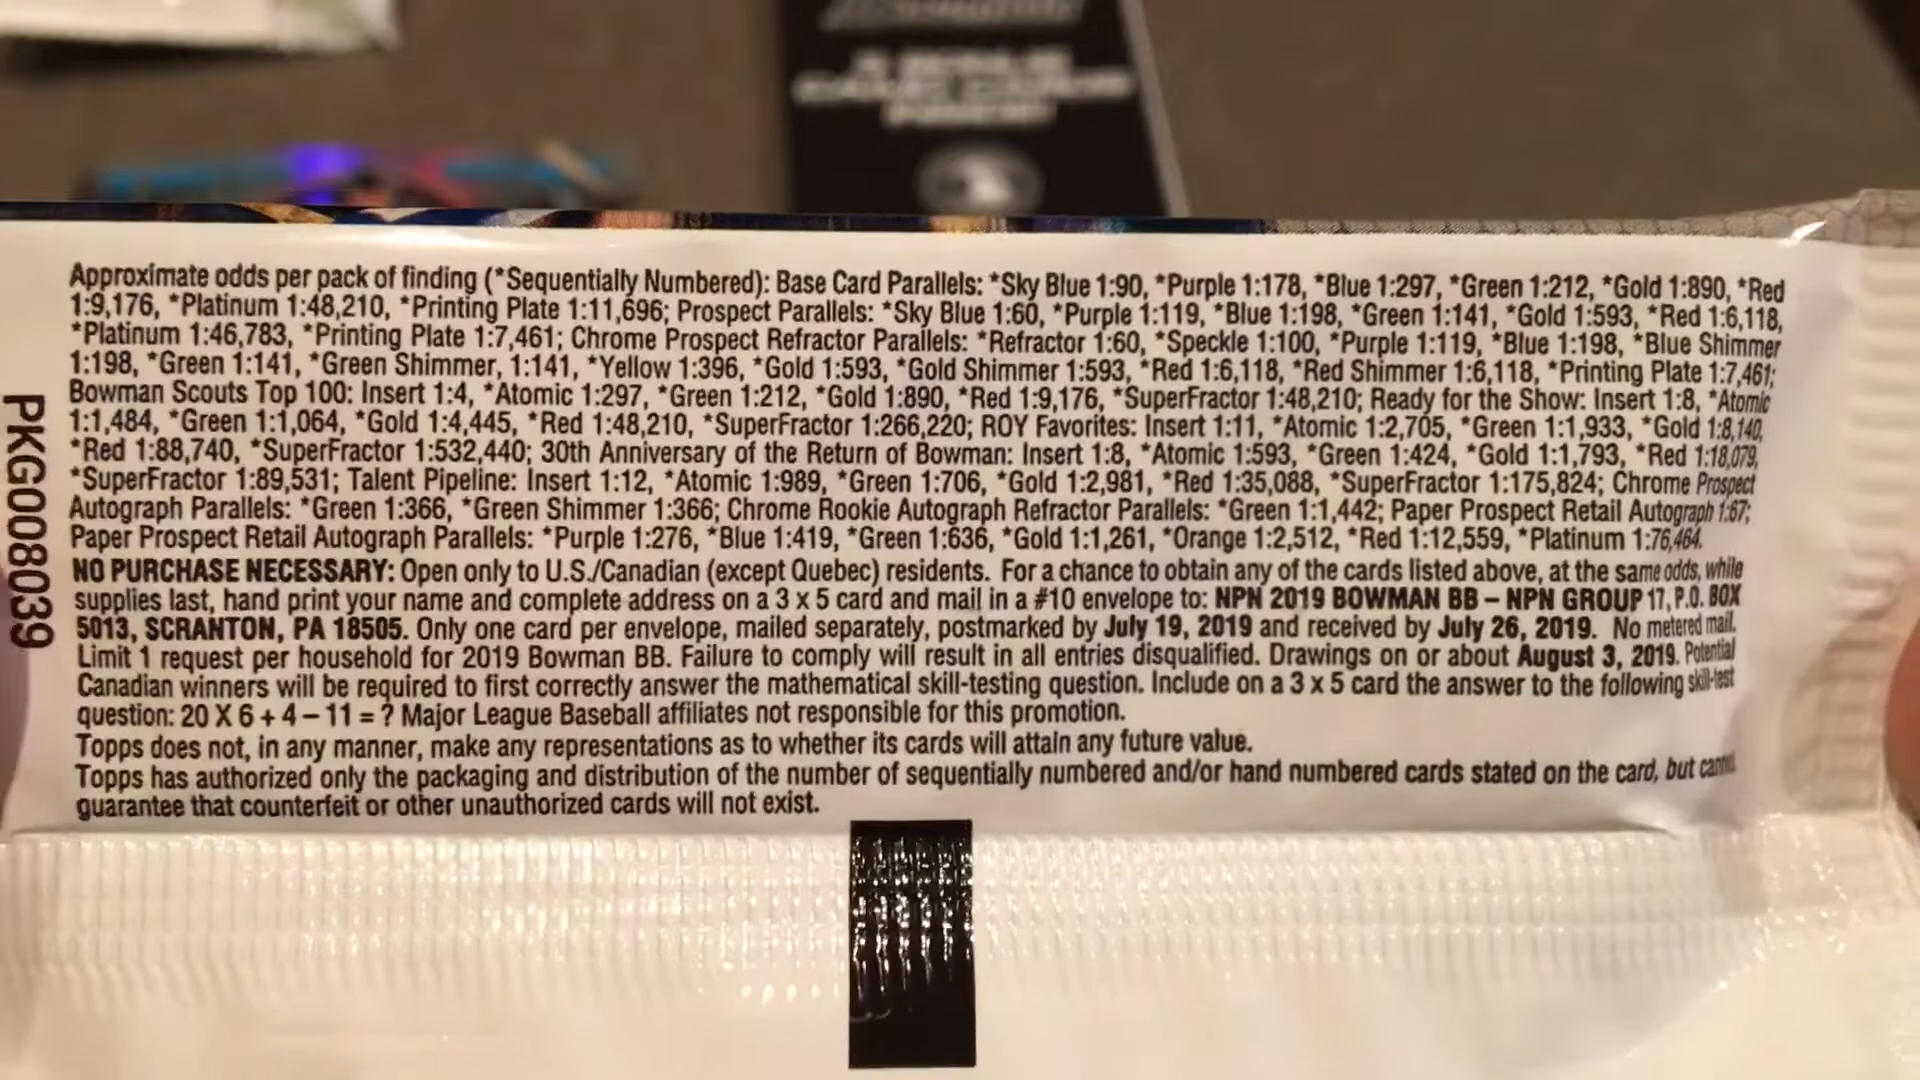 Approximate odds per pack of finding (*Sequentially Numbered): Base Card Parallels: *Sky Blue 1:90, *Purple 1:178, *Blue 1:297, *Green 1:212, *Gold 1:890, *Red
1:9,176, *Platinum 1:48,210, *Printing Plate 1:11,696; Prospect Parallels: *Sky Blue 1:60, *Purple 1:119, *Blue 1:198, *Green 1:141, *Gold 1:593, *Red 1:6,118,
*Platinum 1:46,783, *Printing Plate 1:7,461; Chrome Prospect Refractor Parallels: *Refractor 1:60, *Speckle 1:100, *Purple 1:119, *Blue 1:198, *Blue Shimmer
1:198, *Green 1:141, *Green Shimmer, 1:141, *Yellow 1:396, *Gold 1:593, *Gold Shimmer 1:593, *Red 1:6,118, *Red Shimmer 1:6,118, *Printing Plate 1:7,461;
Bowman Scouts Top 100: Insert 1:4, *Atomic 1:297, *Green 1:212, *Gold 1:890, *Red 1:9,176, *SuperFractor 1:48,210; Ready for the Show: Insert 1:8, *Atomic
1:1,484, *Green 1:1,064, *Gold 1:4,445, *Red 1:48,210, *SuperFractor 1:266,220; ROY Favorites: Insert 1:11, *Atomic 1:2,705, *Green 1:1,933, *Gold 1:8,140,
*Red 1:88,740, *SuperFractor 1:532,440; 30th Anniversary of the Return of Bowman: Insert 1:8, *Atomic 1:593, *Green 1:424, *Gold 1:1,793, *Red 1:18,079,
*SuperFractor 1:89,531; Talent Pipeline: Insert 1:12, *Atomic 1:989, *Green 1:706, *Gold 1:2,981, *Red 1:35,088, *SuperFractor 1:175,824; Chrome Prospect
Autograph Parallels: *Green 1:366, *Green Shimmer 1:366; Chrome Rookie Autograph Refractor Parallels: *Green 1:1,442; Paper Prospect Retail Autograph 1:67;
Paper Prospect Retail Autograph Parallels: *Purple 1:276, *Blue 1:419, *Green 1:636, *Gold 1:1,261, *Orange 1:2,512, *Red 1:12,559, *Platinum 1:76,464.
NO PURCHASE NECESSARY: Open only to U.S./Canadian (except Quebec) residents. For a chance to obtain any of the cards listed above, at the same odds, while
supplies last, hand print your name and complete address on a 3 x 5 card and mail in a #10 envelope to: NPN 2019 BOWMAN BB – NPN GROUP 17, P.O. BOX
5013, SCRANTON, PA 18505. Only one card per envelope, mailed separately, postmarked by July 19, 2019 and received by July 26, 2019. No metered mail.
Limit 1 request per household for 2019 Bowman BB. Failure to comply will result in all entries disqualified. Drawings on or about August 3, 2019. Potential
Canadian winners will be required to first correctly answer the mathematical skill-testing question. Include on a 3 x 5 card the answer to the following skill-test
question: 20 X 6 + 4 – 11 = ? Major League Baseball affiliates not responsible for this promotion.
Topps does not, in any manner, make any representations as to whether its cards will attain any future value.
Topps has authorized only the packaging and distribution of the number of sequentially numbered and/or hand numbered cards stated on the card, but
guarantee that counterfeit or other unauthorized cards will not exist.
PKG008039